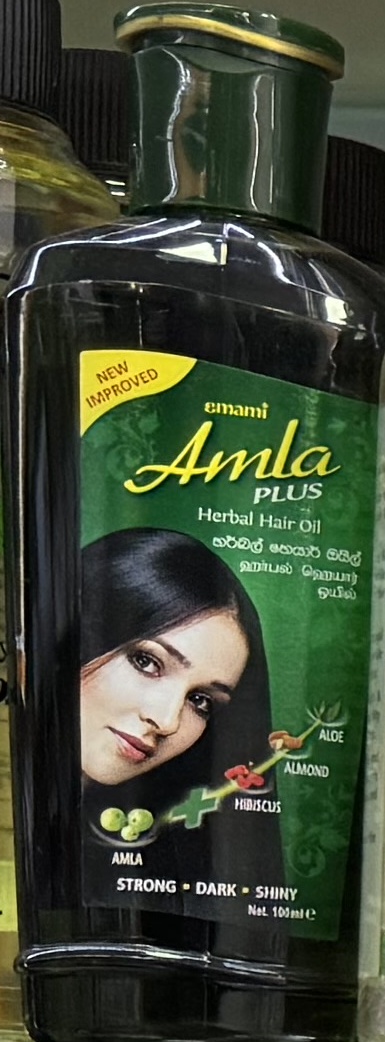 NEW
IMPROVED
emami
Amla
PLUS
Herbal Hair Oil
හර්බල් හෙයාර් ඔයිල්
ஹர்பல் ஹெயார்
ஒயில்
ALOE
ALMOND
HIBISCUS
AMLA
STRONG • DARK • SHINY
Net. 100ml ℮